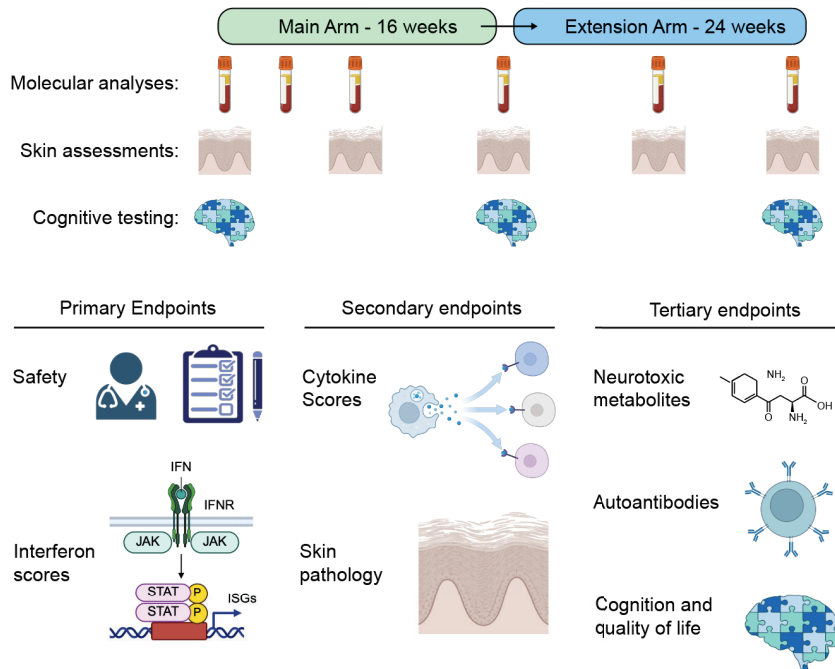 Main Arm - 16 weeks
Extension Arm - 24 weeks
Molecular analyses:
Skin assessments:
Cognitive testing:
Primary Endpoints
Secondary endpoints
Tertiary endpoints
Safety
Cytokine
Scores
Neurotoxic
metabolites
NH₂
O
OH
O
NH₂
IFN
IFNR
JAK
JAK
Interferon
scores
STAT
P
STAT
P
ISGs
Skin
pathology
Autoantibodies
Cognition and
quality of life